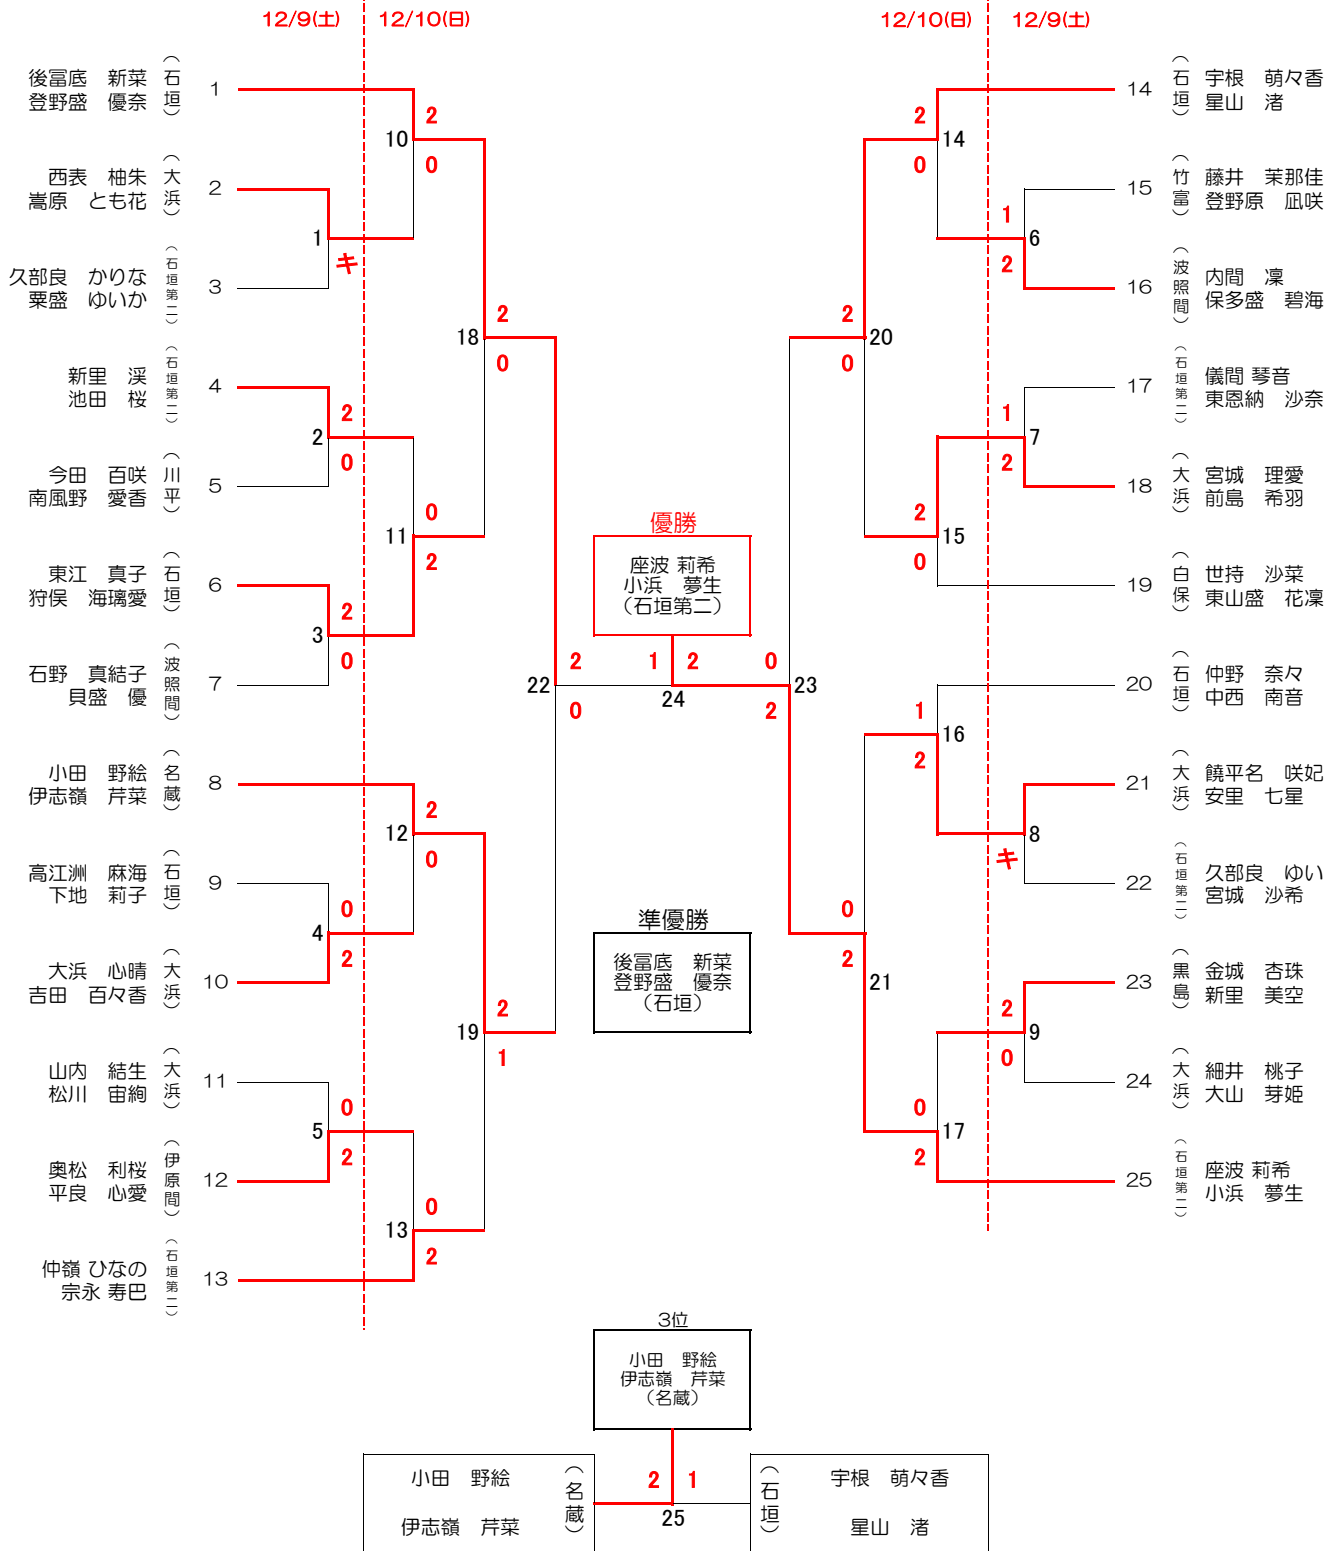 12/9(土) 12/10(日)
12/10(日) 12/9(土)
後冨底 新菜
登野盛 優奈
(石垣)
1
西表 柚朱
嵩原 とも花
(大浜)
2
久部良 かりな
粟盛 ゆいか
(石垣第二)
3
新里 渓
池田 桜
(石垣第二)
4
今田 百咲
南風野 愛香
(川平)
5
東江 真子
狩俣 海璃愛
(石垣)
6
石野 真結子
貝盛 優
(波照間)
7
小田 野絵
伊志嶺 芹菜
(名蔵)
8
高江洲 麻海
下地 莉子
(石垣)
9
大浜 心晴
吉田 百々香
(大浜)
10
山内 結生
松川 宙絢
(大浜)
11
奥松 利桜
平良 心愛
(伊原間)
12
仲嶺 ひなの
宗永 寿巴
(石垣第二)
13
1
キ
2
2
0
3
2
0
4
0
2
5
0
2
10
2
0
11
0
2
12
2
0
13
0
2
18
2
0
19
2
1
22
2
0
優勝
座波 莉希
小浜 夢生
(石垣第二)
1 2
24
準優勝
後冨底 新菜
登野盛 優奈
(石垣)
0
23
2
2
20
0
0
21
2
2
14
0
2
15
0
1
16
2
0
17
2
1
6
2
1
7
2
8
キ
2
9
0
14
(石垣)
宇根 萌々香
星山 渚
15
(竹富)
藤井 茉那佳
登野原 凪咲
16
(波照間)
内間 凜
保多盛 碧海
17
(石垣第二)
儀間 琴音
東恩納 沙奈
18
(大浜)
宮城 理愛
前島 希羽
19
(白保)
世持 沙菜
東山盛 花凜
20
(石垣)
仲野 奈々
中西 南音
21
(大浜)
饒平名 咲妃
安里 七星
22
(石垣第二)
久部良 ゆい
宮城 沙希
23
(黒島)
金城 杏珠
新里 美空
24
(大浜)
細井 桃子
大山 芽姫
25
(石垣第二)
座波 莉希
小浜 夢生
3位
小田 野絵
伊志嶺 芹菜
(名蔵)
小田 野絵
伊志嶺 芹菜
(名蔵)
2 1
25
(石垣)
宇根 萌々香
星山 渚